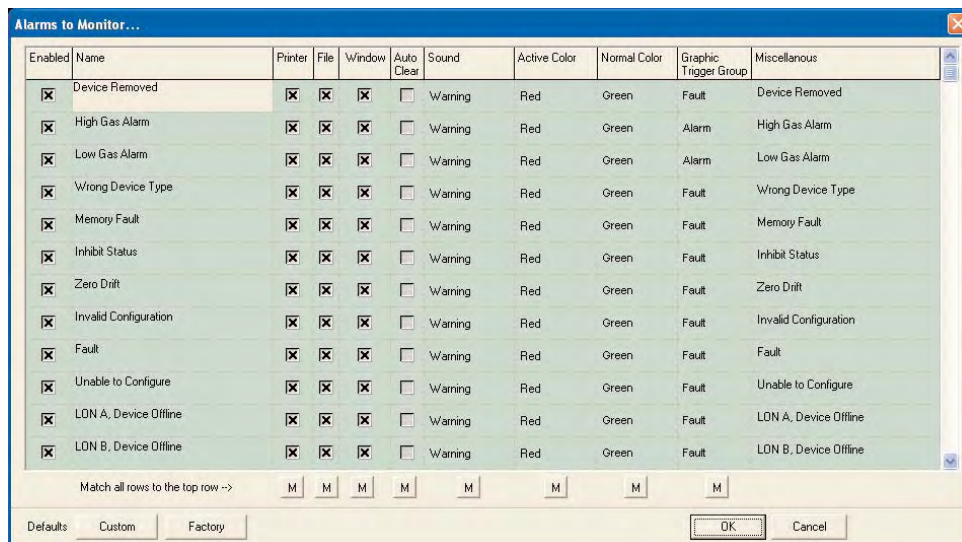 Alarms to Monitor...
Enabled Name Printer File Window Auto Clear Sound Active Color Normal Color Graphic Trigger Group Miscellanous
Device Removed Warning Red Green Fault Device Removed
High Gas Alarm Warning Red Green Alarm High Gas Alarm
Low Gas Alarm Warning Red Green Alarm Low Gas Alarm
Wrong Device Type Warning Red Green Fault Wrong Device Type
Memory Fault Warning Red Green Fault Memory Fault
Inhibit Status Warning Red Green Fault Inhibit Status
Zero Drift Warning Red Green Fault Zero Drift
Invalid Configuration Warning Red Green Fault Invalid Configuration
Fault Warning Red Green Fault Fault
Unable to Configure Warning Red Green Fault Unable to Configure
LON A, Device Offline Warning Red Green Fault LON A, Device Offline
LON B, Device Offline Warning Red Green Fault LON B, Device Offline
Match all rows to the top row --> M M M M M M M M
Defaults Custom Factory OK Cancel